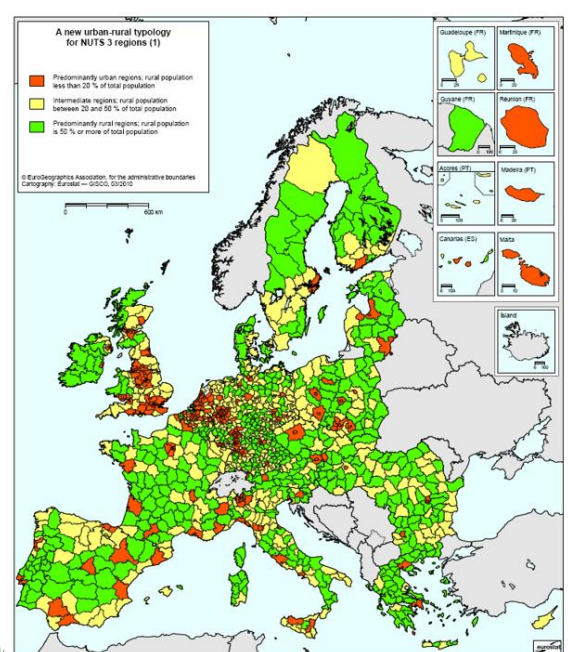 A new urban-rural typology
for NUTS 3 regions (1)
Predominantly urban regions; rural population
less than 20 % of total population
Intermediate regions; rural population
between 20 and 50 % of total population
Predominantly rural regions; rural population
is 50 % or more of total population
© EuroGeographics Association, for the administrative boundaries
Cartography: Eurostat — GISCO, 03/2010
0 600 km
Guadeloupe (FR)
Martinique (FR)
Guyane (FR)
Réunion (FR)
Açores (PT)
Madeira (PT)
Canarias (ES)
Malta
Island
eurostat